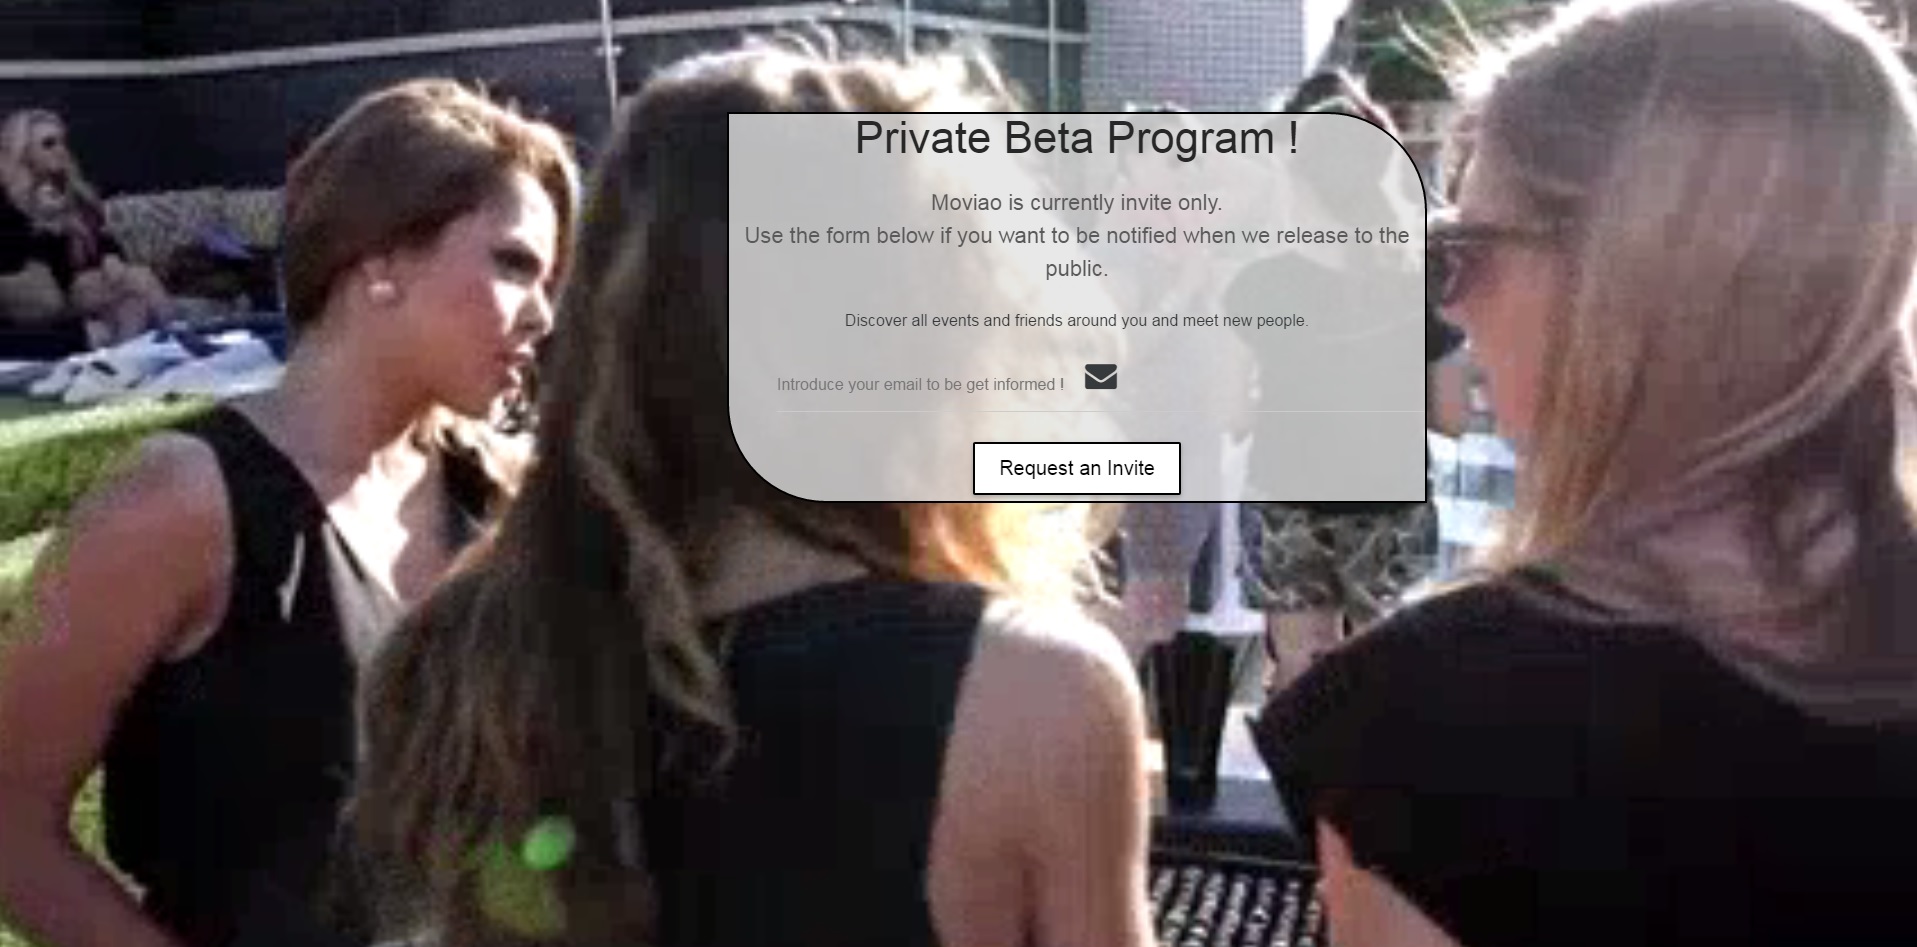 Private Beta Program !
Moviao is currently invite only.
Use the form below if you want to be notified when we release to the
public.
Discover all events and friends around you and meet new people.
Introduce your email to be get informed !
Request an Invite